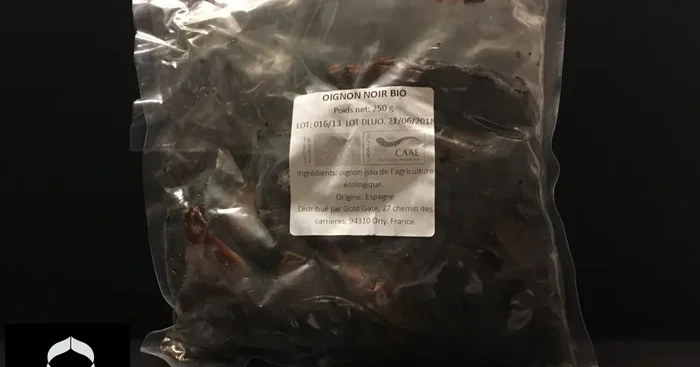 OIGNON NOIR BIO
Poids net: 250 g
LOT: 016/13 LOT DLUO. 21/06/2018
CAAE
Ingrédients:oignon issu de l'agriculture
écologique.
Origine: Espagne
Distribué par Gold Gate, 27 chemin des
carrières, 94310 Orly, France